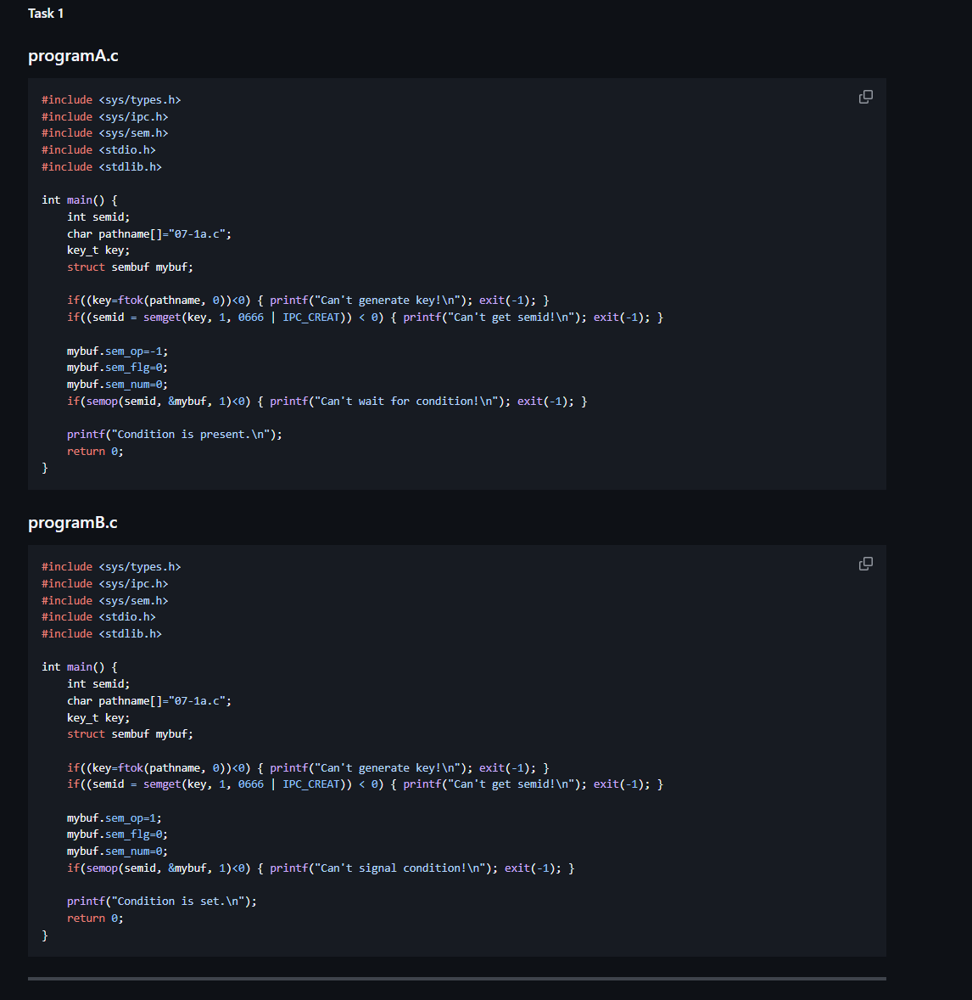 Task 1
programA.c
#include <sys/types.h>
#include <sys/ipc.h>
#include <sys/sem.h>
#include <stdio.h>
#include <stdlib.h>
int main() {
    int semid;
    char pathname[]="07-1a.c";
    key_t key;
    struct sembuf mybuf;
    if((key=ftok(pathname, 0))<0) { printf("Can't generate key!\n"); exit(-1); }
    if((semid = semget(key, 1, 0666 | IPC_CREAT)) < 0) { printf("Can't get semid!\n"); exit(-1); }
    mybuf.sem_op=-1;
    mybuf.sem_flg=0;
    mybuf.sem_num=0;
    if(semop(semid, &mybuf, 1)<0) { printf("Can't wait for condition!\n"); exit(-1); }
    printf("Condition is present.\n");
    return 0;
}
programB.c
#include <sys/types.h>
#include <sys/ipc.h>
#include <sys/sem.h>
#include <stdio.h>
#include <stdlib.h>
int main() {
    int semid;
    char pathname[]="07-1a.c";
    key_t key;
    struct sembuf mybuf;
    if((key=ftok(pathname, 0))<0) { printf("Can't generate key!\n"); exit(-1); }
    if((semid = semget(key, 1, 0666 | IPC_CREAT)) < 0) { printf("Can't get semid!\n"); exit(-1); }
    mybuf.sem_op=1;
    mybuf.sem_flg=0;
    mybuf.sem_num=0;
    if(semop(semid, &mybuf, 1)<0) { printf("Can't signal condition!\n"); exit(-1); }
    printf("Condition is set.\n");
    return 0;
}